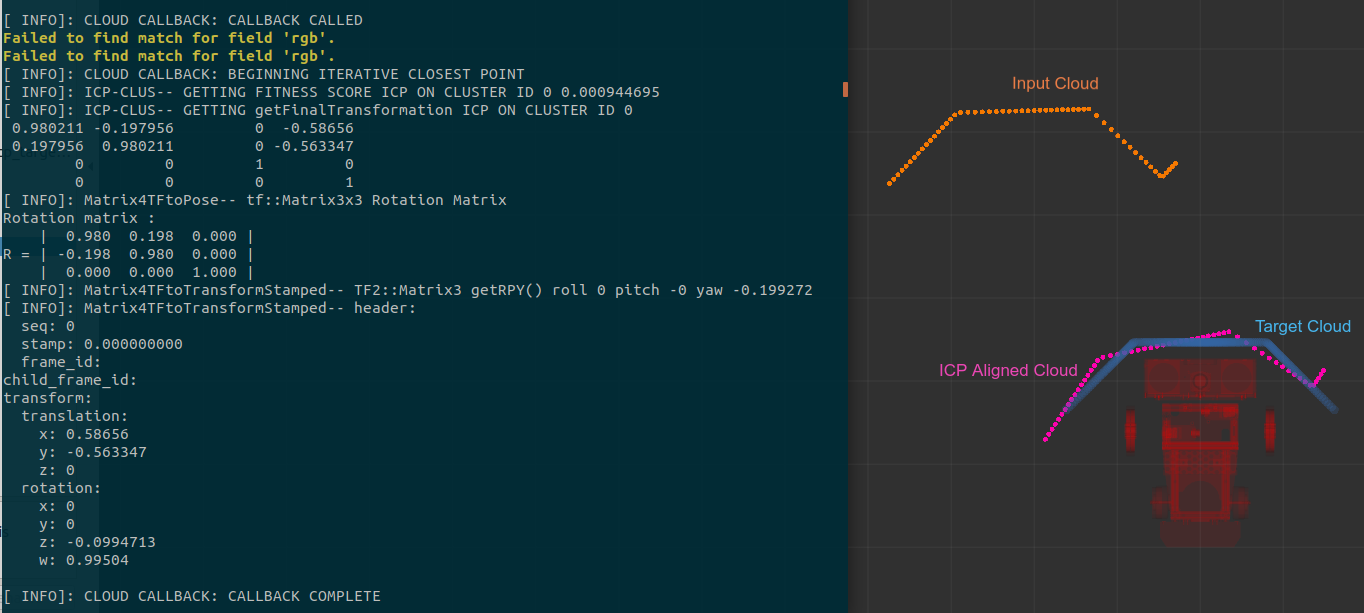 [ INFO]: CLOUD CALLBACK: CALLBACK CALLED
Failed to find match for field 'rgb'.
Failed to find match for field 'rgb'.
[ INFO]: CLOUD CALLBACK: BEGINNING ITERATIVE CLOSEST POINT
[ INFO]: ICP-CLUS-- GETTING FITNESS SCORE ICP ON CLUSTER ID 0 0.000944695
[ INFO]: ICP-CLUS-- GETTING getFinalTransformation ICP ON CLUSTER ID 0
 0.980211 -0.197956         0  -0.58656
 0.197956  0.980211         0 -0.563347
        0         0         1         0
        0         0         0         1
[ INFO]: Matrix4TFtoPose-- tf::Matrix3x3 Rotation Matrix
Rotation matrix :
    |  0.980  0.198  0.000 |
R = | -0.198  0.980  0.000 |
    |  0.000  0.000  1.000 |
[ INFO]: Matrix4TFtoTransformStamped-- TF2::Matrix3 getRPY() roll 0 pitch -0 yaw -0.199272
[ INFO]: Matrix4TFtoTransformStamped-- header:
  seq: 0
  stamp: 0.000000000
  frame_id:
child_frame_id:
transform:
  translation:
    x: 0.58656
    y: -0.563347
    z: 0
  rotation:
    x: 0
    y: 0
    z: -0.0994713
    w: 0.99504
[ INFO]: CLOUD CALLBACK: CALLBACK COMPLETE
Input Cloud
Target Cloud
ICP Aligned Cloud